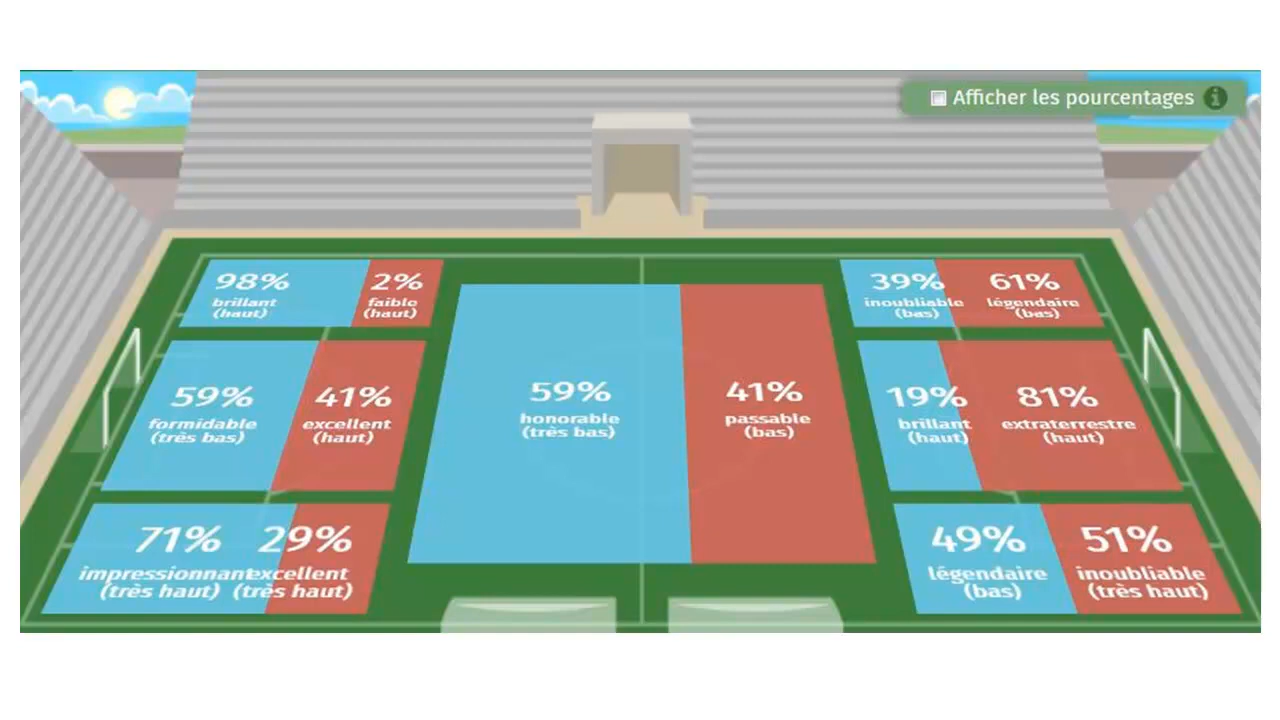 Afficher les pourcentages
98%
brillant
(haut)
2%
faible
(haut)
39%
inoubliable
(bas)
61%
légendaire
(bas)
59%
formidable
(très bas)
41%
excellent
(haut)
59%
honorable
(très bas)
41%
passable
(bas)
19%
brillant
(haut)
81%
extraterrestre
(haut)
71%
impressionnant
(très haut)
29%
excellent
(très haut)
49%
légendaire
(bas)
51%
inoubliable
(très haut)